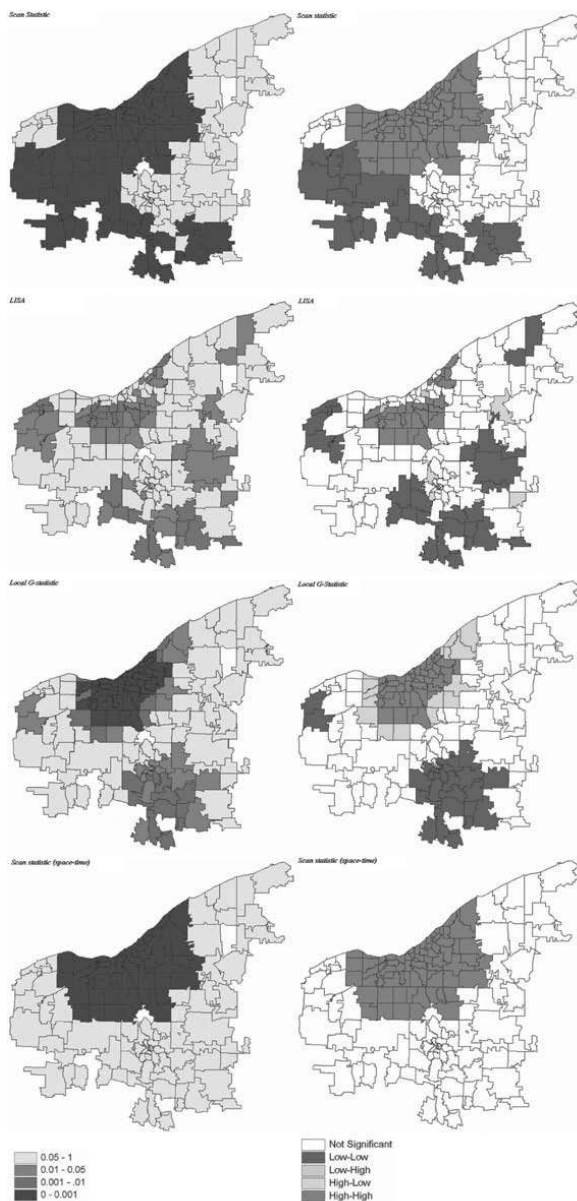 Scan Statistic
Scan statistic
LISA
LISA
Local G-statistic
Local G-Statistic
Scan statistic (space-time)
Scan statistic (space-time)
0.05 - 1
0.01 - 0.05
0.001 - .01
0 - 0.001
Not Significant
Low-Low
Low-High
High-Low
High-High